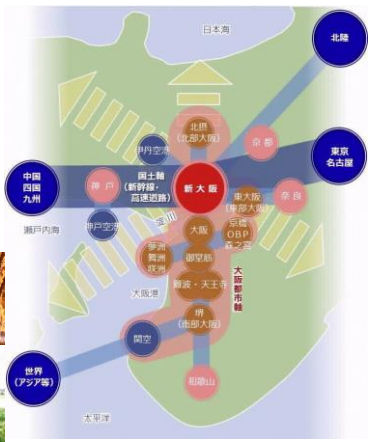 日本海
北陸
北摂
(北部大阪)
伊丹空港
京都
東京
名古屋
中国
四国
九州
神戸
国土軸
(新幹線・
高速道路)
新大阪
東大阪
(東部大阪)
奈良
神戸空港
淀川
瀬戸内海
大阪
京橋
OBP
森之宮
夢洲
舞洲
咲洲
御堂筋
大阪都市軸
大阪港
難波・天王寺
堺
(南部大阪)
関空
世界
(アジア等)
和歌山
太平洋